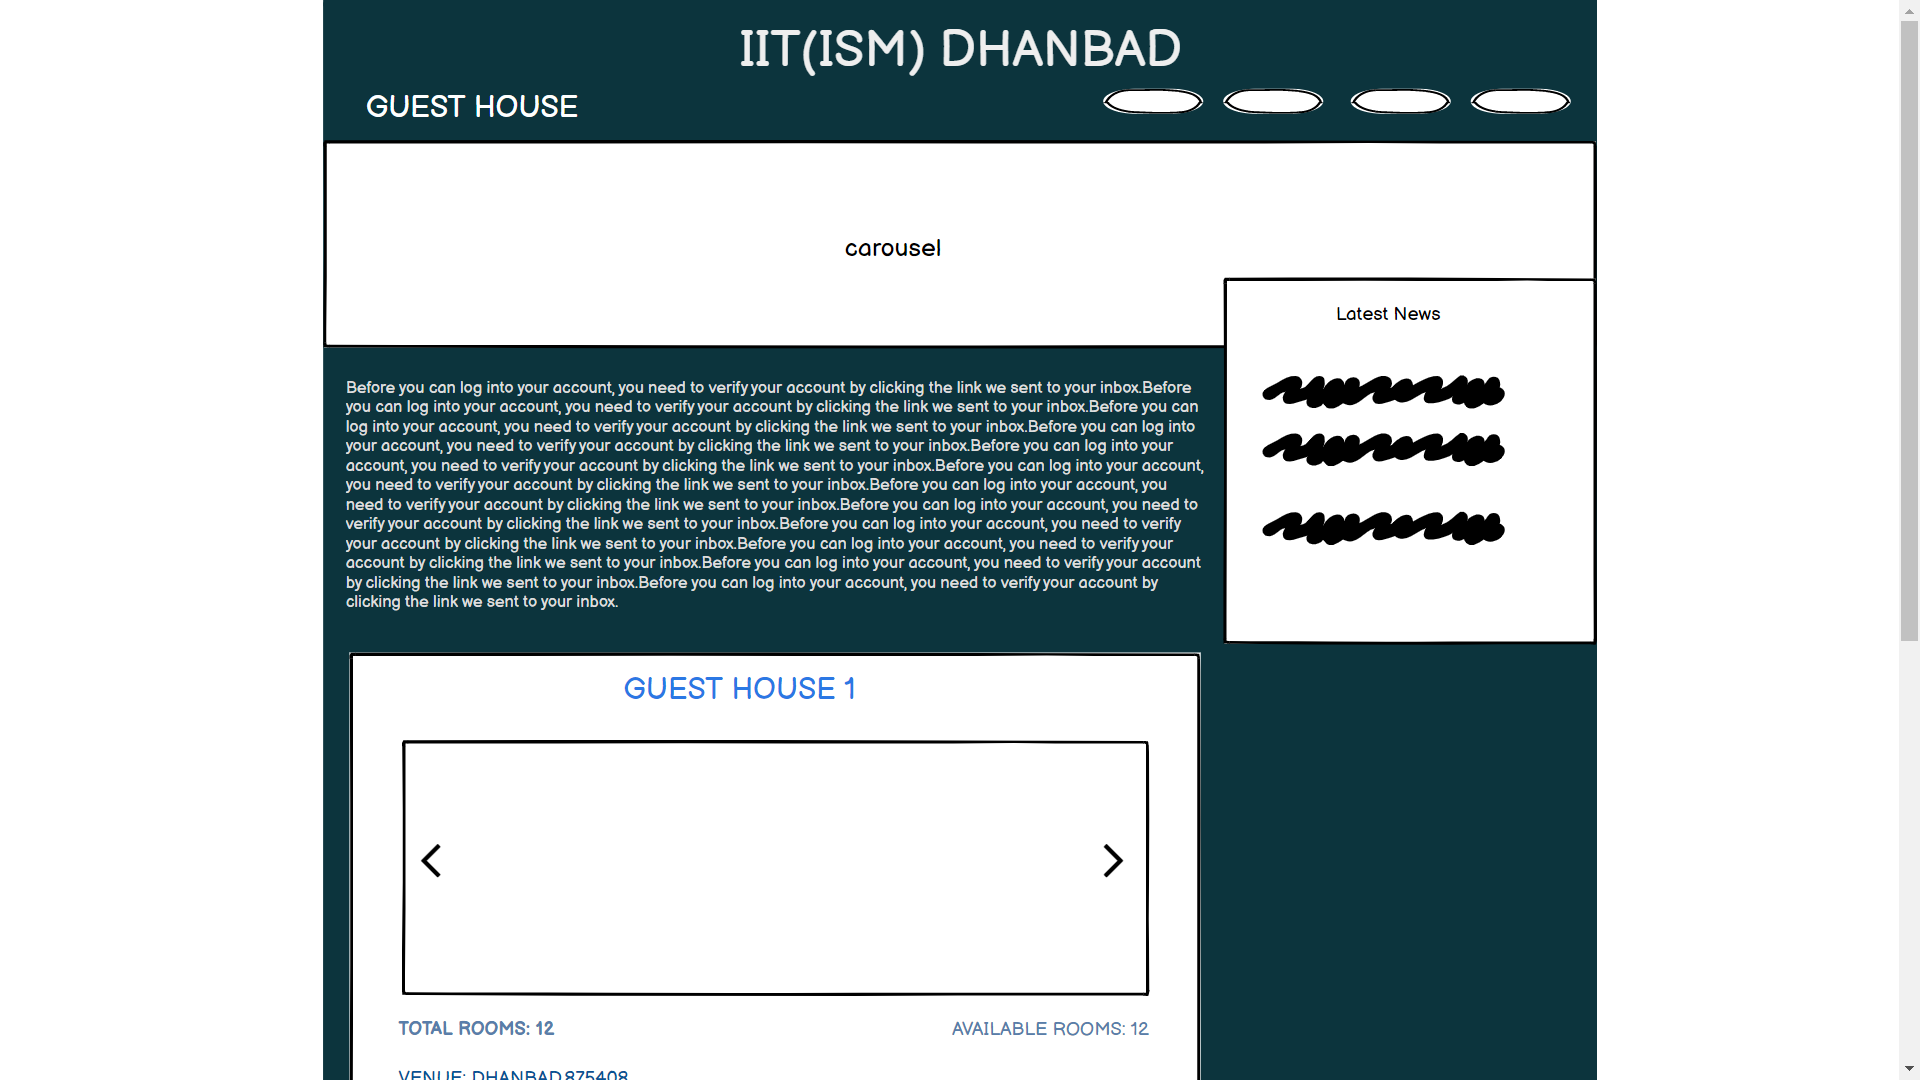 IIT(ISM) DHANBAD
GUEST HOUSE
carousel
Latest News
Before you can log into your account, you need to verify your account by clicking the link we sent to your inbox.Before
you can log into your account, you need to verify your account by clicking the link we sent to your inbox.Before you can
log into your account, you need to verify your account by clicking the link we sent to your inbox.Before you can log into
your account, you need to verify your account by clicking the link we sent to your inbox.Before you can log into your
account, you need to verify your account by clicking the link we sent to your inbox.Before you can log into your account,
you need to verify your account by clicking the link we sent to your inbox.Before you can log into your account, you
need to verify your account by clicking the link we sent to your inbox.Before you can log into your account, you need to
verify your account by clicking the link we sent to your inbox.Before you can log into your account, you need to verify
your account by clicking the link we sent to your inbox.Before you can log into your account, you need to verify your
account by clicking the link we sent to your inbox.Before you can log into your account, you need to verify your account
by clicking the link we sent to your inbox.Before you can log into your account, you need to verify your account by
clicking the link we sent to your inbox.
GUEST HOUSE 1
TOTAL ROOMS: 12
AVAILABLE ROOMS: 12
VENUE: DHANBAD,875408